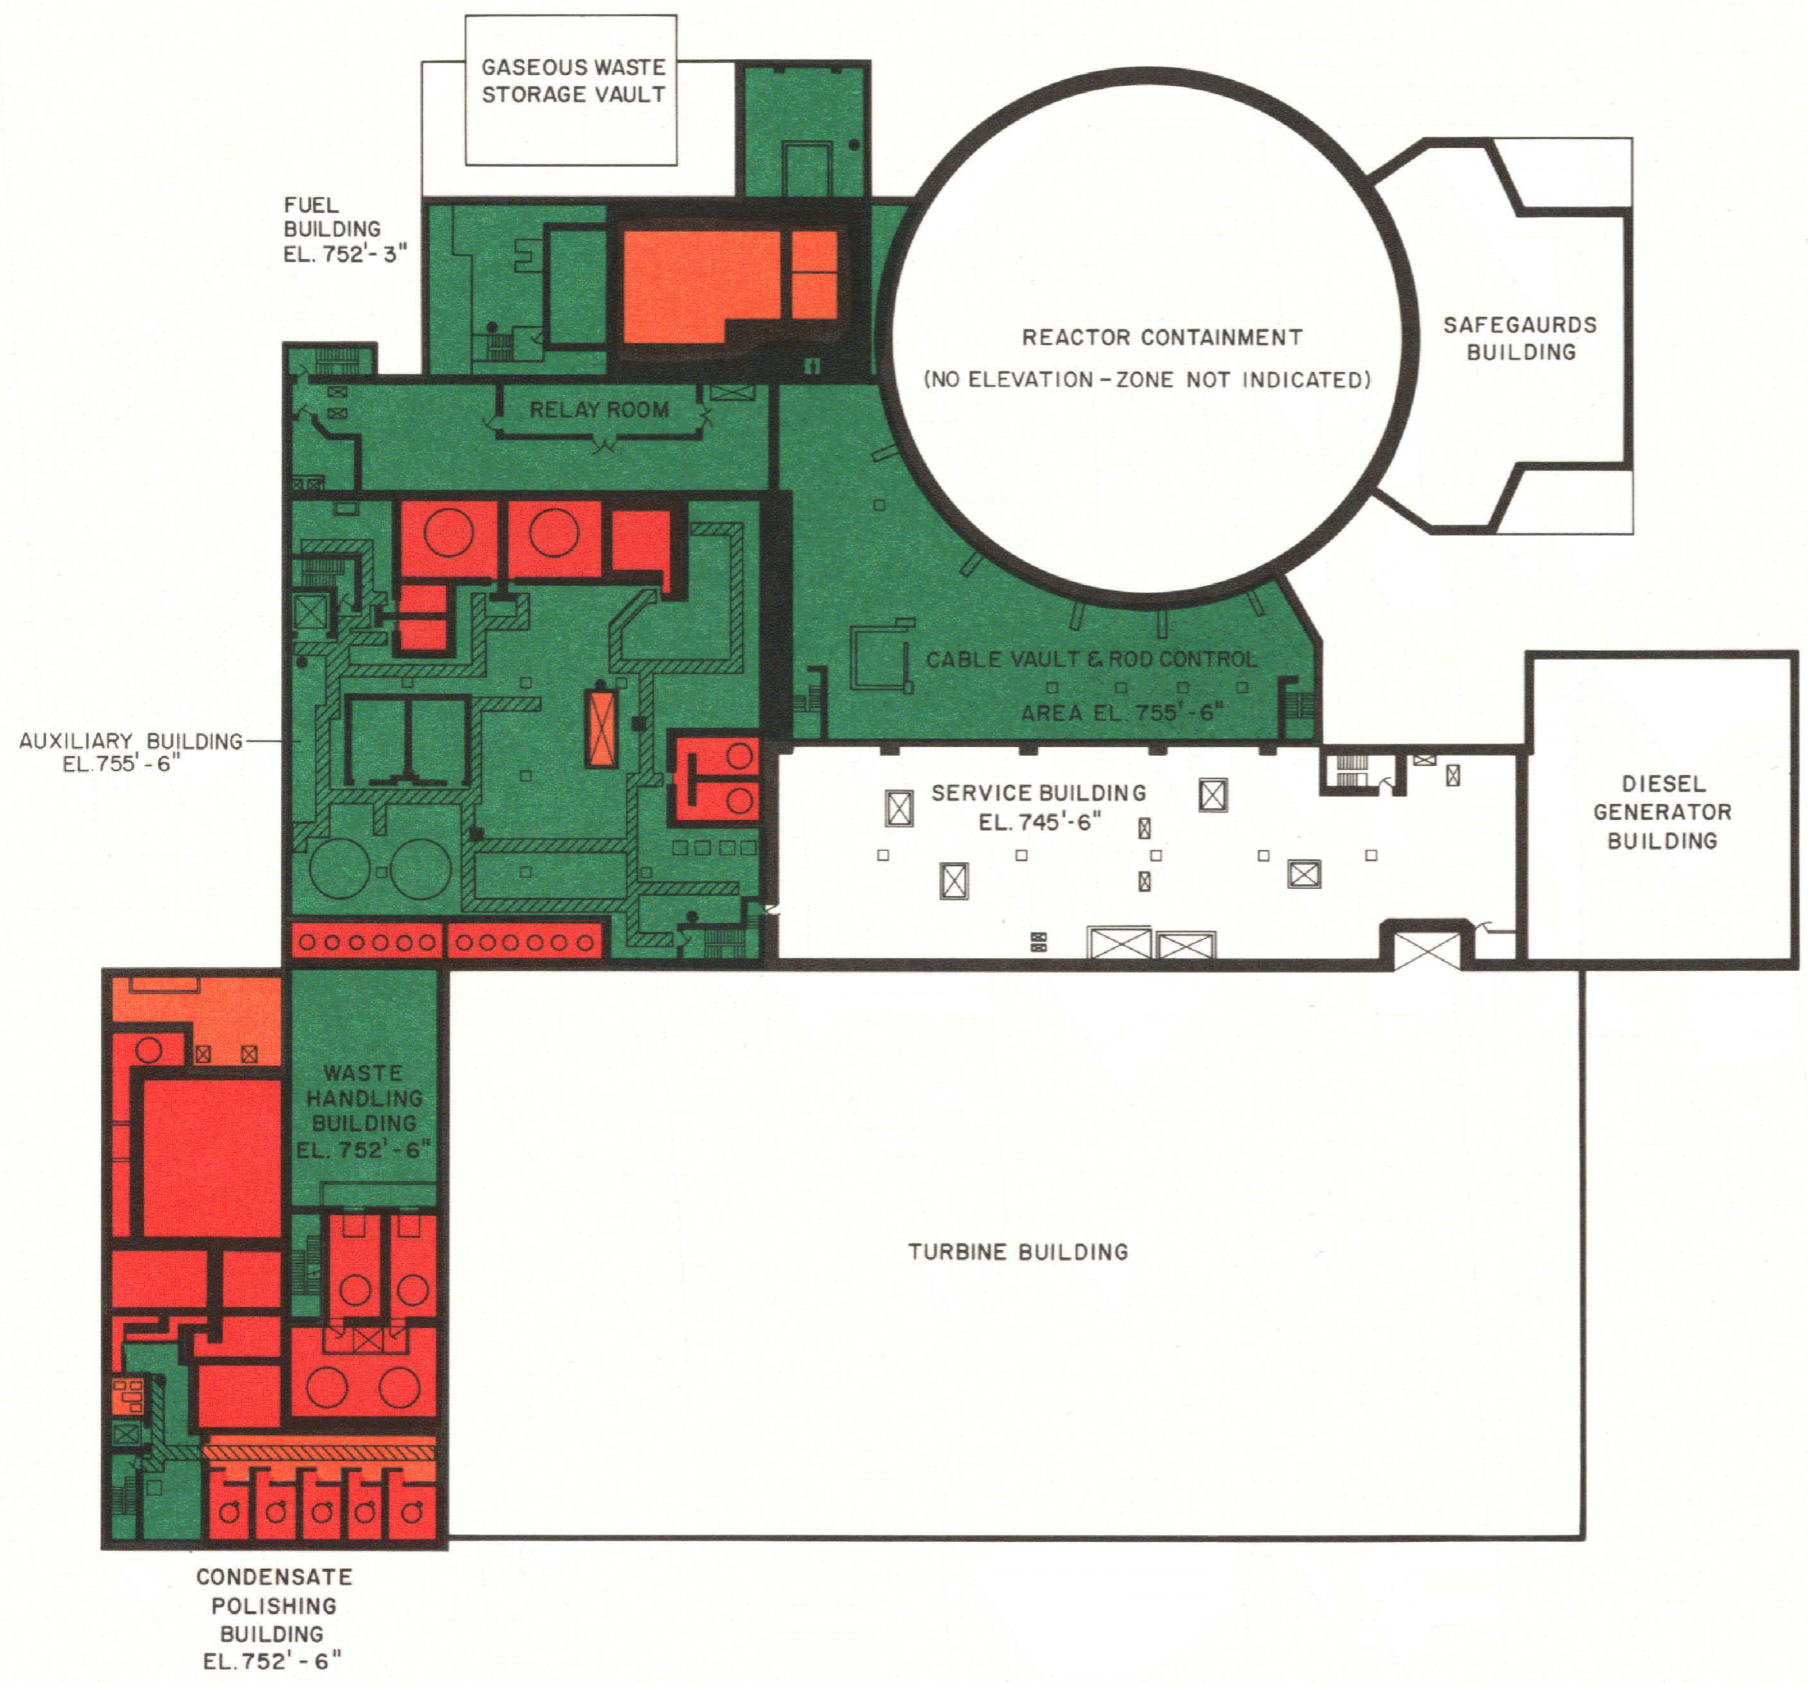 GASEOUS WASTE
STORAGE VAULT
FUEL
BUILDING
EL. 752'-3"
REACTOR CONTAINMENT
(NO ELEVATION-ZONE NOT INDICATED)
SAFEGAURDS
BUILDING
RELAY ROOM
CABLE VAULT & ROD CONTROL
AREA EL. 755'-6"
AUXILIARY BUILDING
EL.755'-6"
SERVICE BUILDING
EL. 745'-6"
DIESEL
GENERATOR
BUILDING
WASTE
HANDLING
BUILDING
EL. 752'-6"
TURBINE BUILDING
CONDENSATE
POLISHING
BUILDING
EL.752'-6"